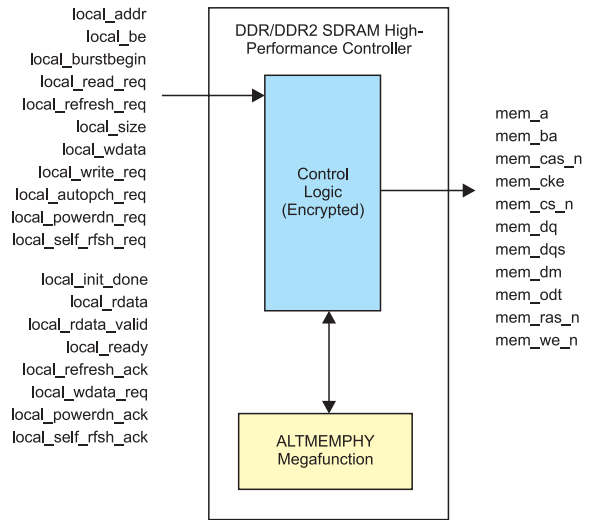 local_addr
local_be
local_burstbegin
local_read_req
local_refresh_req
local_size
local_wdata
local_write_req
local_autopch_req
local_powerdn_req
local_self_rfsh_req
local_init_done
local_rdata
local_rdata_valid
local_ready
local_refresh_ack
local_wdata_req
local_powerdn_ack
local_self_rfsh_ack
DDR/DDR2 SDRAM High-
Performance Controller
Control
Logic
(Encrypted)
ALTMEMPHY
Megafunction
mem_a
mem_ba
mem_cas_n
mem_cke
mem_cs_n
mem_dq
mem_dqs
mem_dm
mem_odt
mem_ras_n
mem_we_n